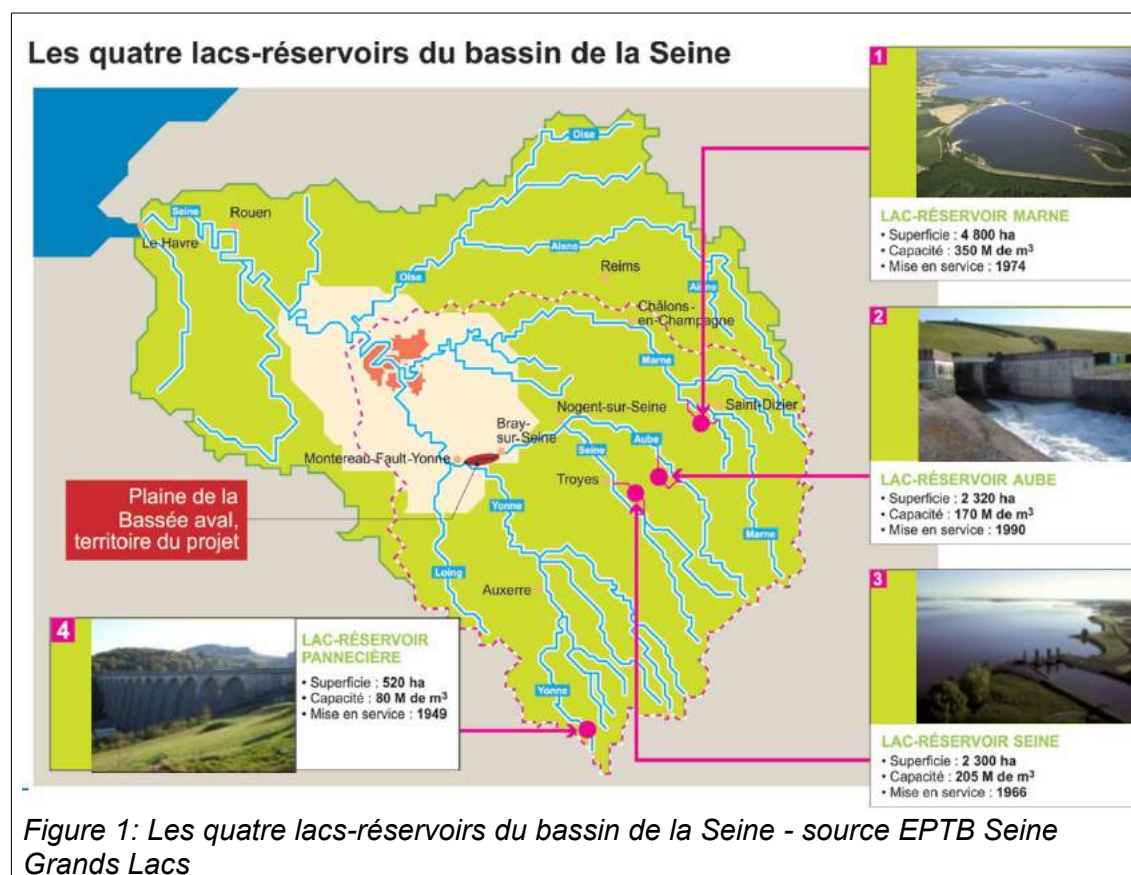 Les quatre lacs-réservoirs du bassin de la Seine
1
LAC-RÉSERVOIR MARNE
• Superficie : 4 800 ha
• Capacité : 350 M de m³
• Mise en service : 1974
2
LAC-RÉSERVOIR AUBE
• Superficie : 2 320 ha
• Capacité : 170 M de m³
• Mise en service : 1990
3
LAC-RÉSERVOIR SEINE
• Superficie : 2 300 ha
• Capacité : 205 M de m³
• Mise en service : 1966
4
LAC-RÉSERVOIR
PANNECIÈRE
• Superficie : 520 ha
• Capacité : 80 M de m³
• Mise en service : 1949
Oise
Seine
Rouen
Le Havre
Aisne
Oise
Reims
Aisne
Châlons-
en-Champagne
Marne
Saint-Dizier
Nogent-sur-Seine
Bray-
sur-Seine
Aube
Seine
Montereau-Fault-Yonne
Troyes
Plaine de la
Bassée aval,
territoire du projet
Yonne
Marne
Loing
Auxerre
Yonne
Figure 1: Les quatre lacs-réservoirs du bassin de la Seine - source EPTB Seine
Grands Lacs